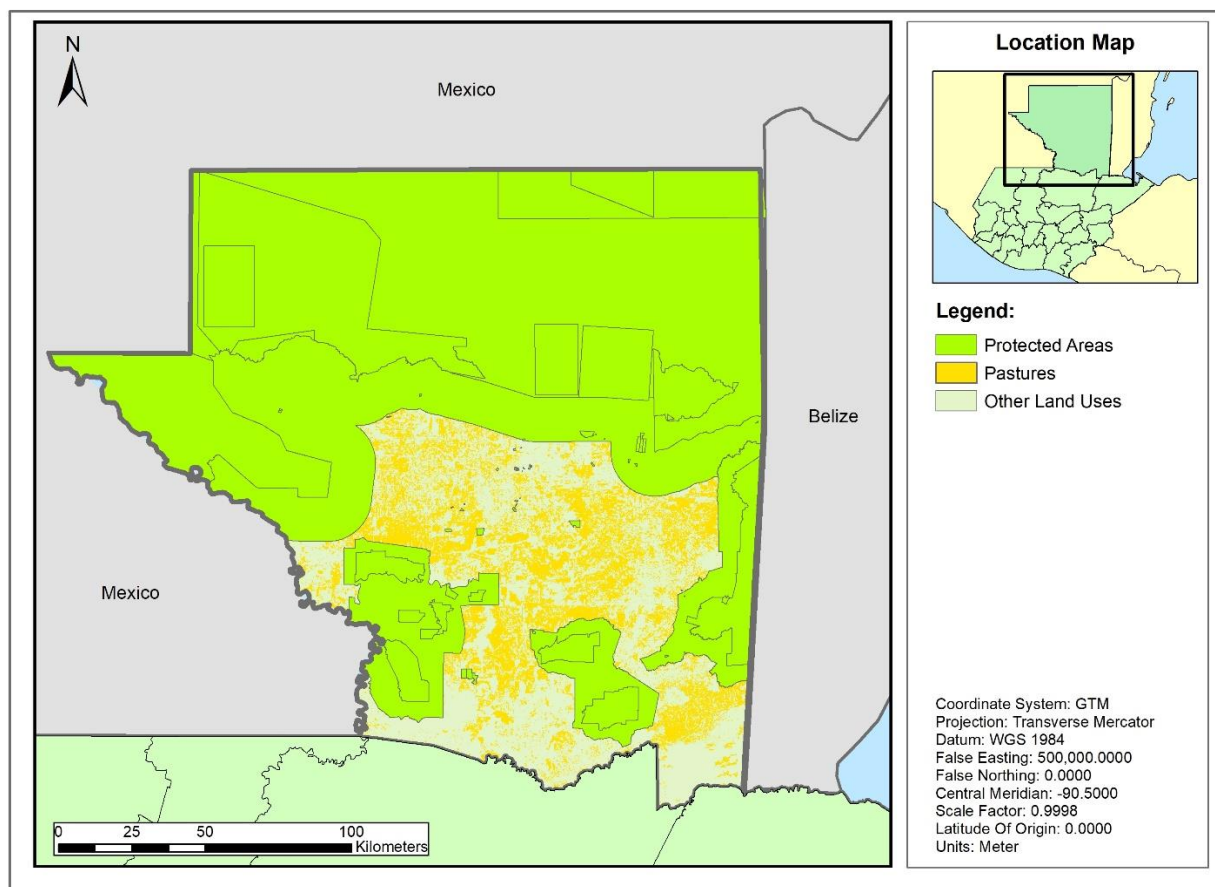 N
Mexico
Belize
Mexico
0 25 50 100
Kilometers
Location Map
Legend:
Protected Areas
Pastures
Other Land Uses
Coordinate System: GTM
Projection: Transverse Mercator
Datum: WGS 1984
False Easting: 500,000.0000
False Northing: 0.0000
Central Meridian: -90.5000
Scale Factor: 0.9998
Latitude Of Origin: 0.0000
Units: Meter